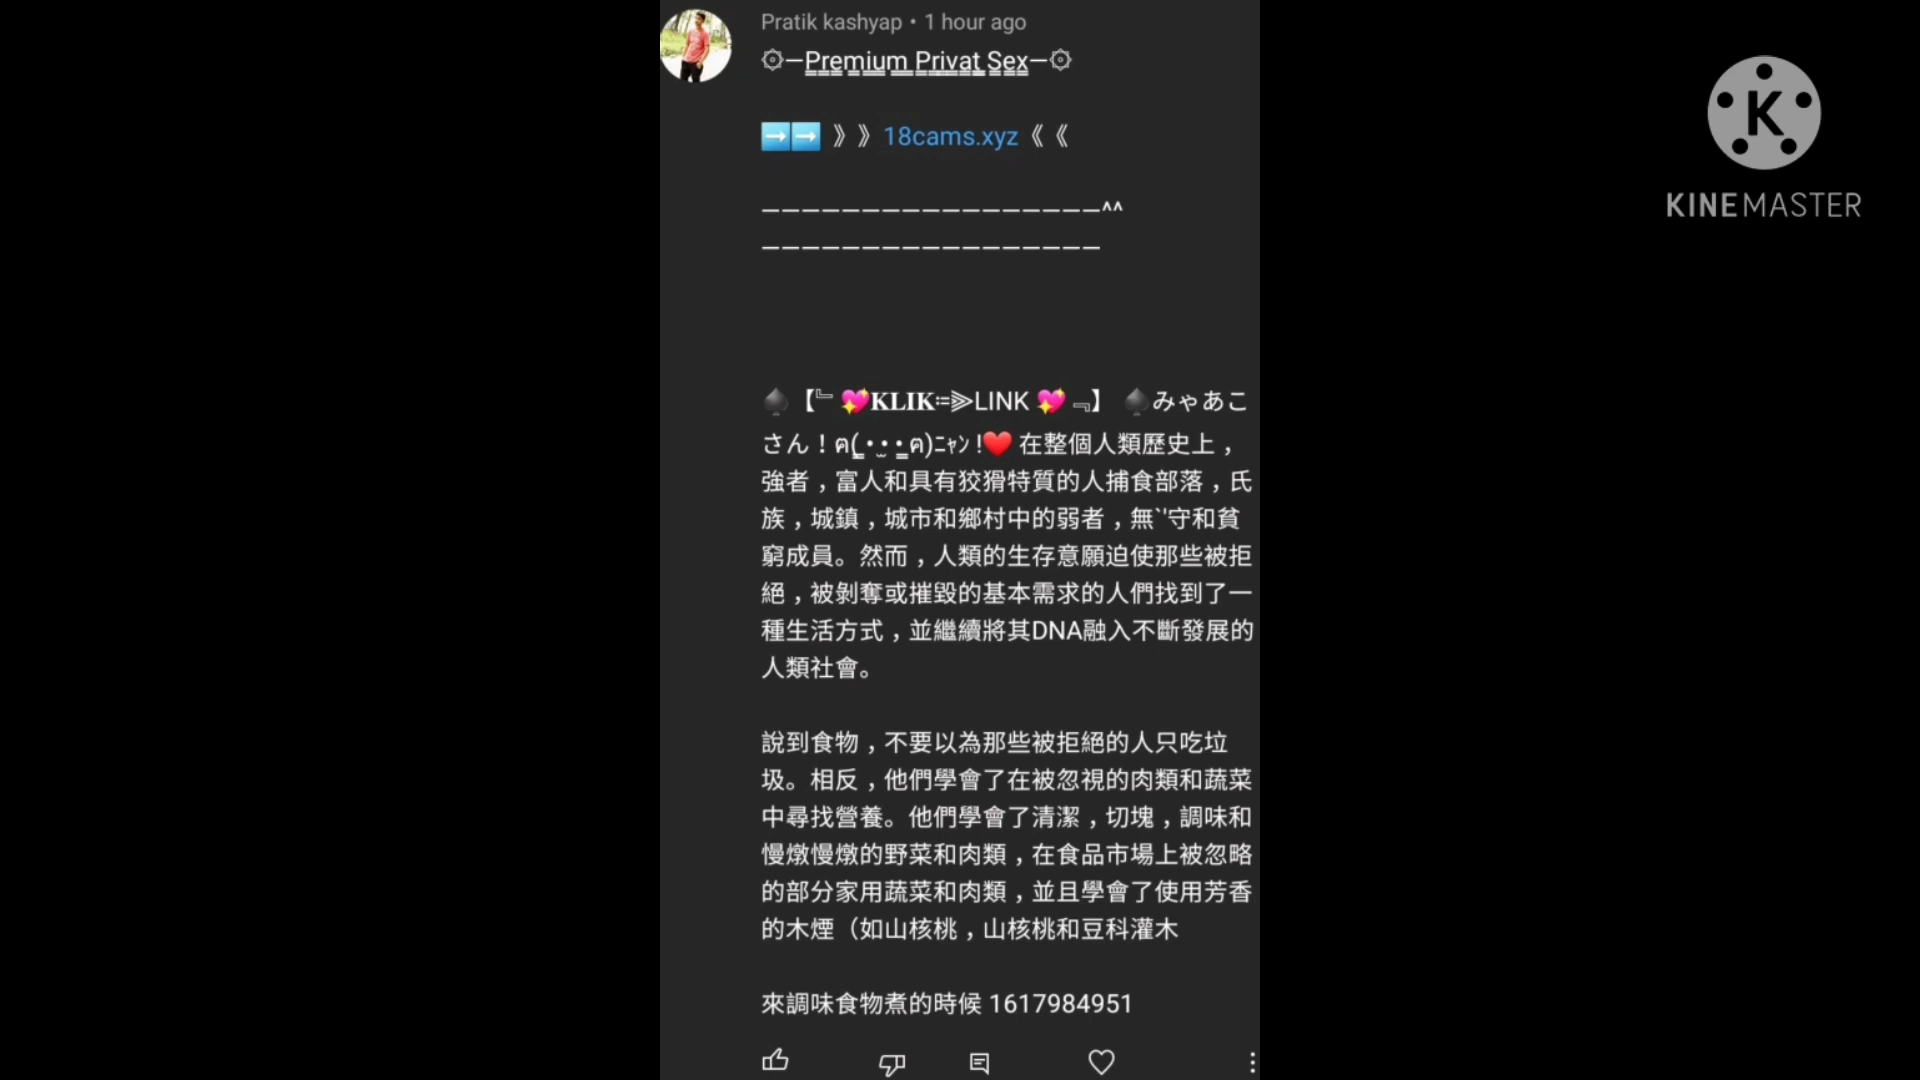 Pratik kashyap • 1 hour ago
۞—Premium Privat Sex—۞
➡️➡️ 》》18cams.xyz《《
—————————————————^^
—————————————————
♠️【﹄💖𝐊𝐋𝐈𝐊≔⫸LINK 💖﹃】 ♠️みゃあこ
さん！ฅ(̳•·̫•̳ฅ)ﾆｬﾝ !❤️ 在整個人類歷史上，
強者，富人和具有狡猾特質的人捕食部落，氏
族，城鎮，城市和鄉村中的弱者，無`'守和貧
窮成員。然而，人類的生存意願迫使那些被拒
絕，被剝奪或摧毀的基本需求的人們找到了一
種生活方式，並繼續將其DNA融入不斷發展的
人類社會。
說到食物，不要以為那些被拒絕的人只吃垃
圾。相反，他們學會了在被忽視的肉類和蔬菜
中尋找營養。他們學會了清潔，切塊，調味和
慢燉慢燉的野菜和肉類，在食品市場上被忽略
的部分家用蔬菜和肉類，並且學會了使用芳香
的木煙（如山核桃，山核桃和豆科灌木
來調味食物煮的時候 1617984951
K
KINEMASTER